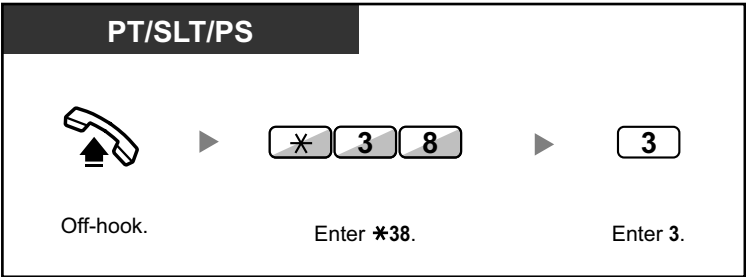 PT/SLT/PS
✱ 3 8 3
Off-hook. Enter ✱38. Enter 3.